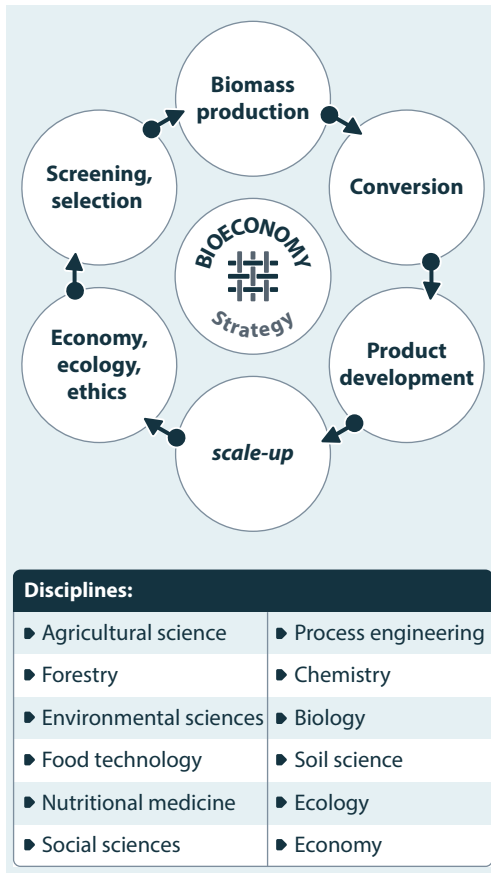 Biomass
production
Conversion
Product
development
scale-up
Economy,
ecology,
ethics
Screening,
selection
BIOECONOMY
Strategy
Disciplines:
Agricultural science
Process engineering
Forestry
Chemistry
Environmental sciences
Biology
Food technology
Soil science
Nutritional medicine
Ecology
Social sciences
Economy